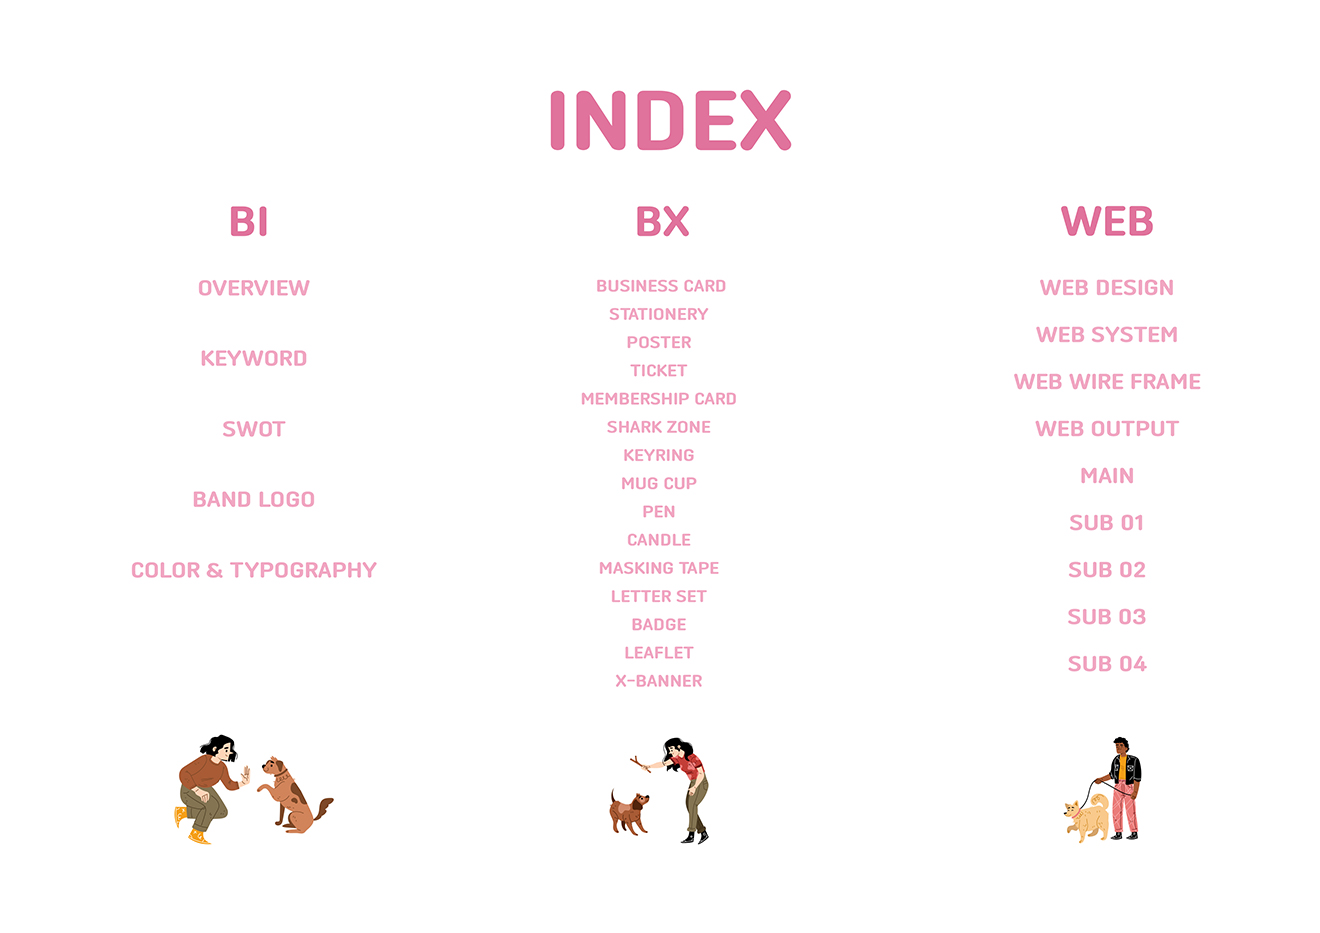 INDEX
BI
OVERVIEW
KEYWORD
SWOT
BAND LOGO
COLOR & TYPOGRAPHY
BX
BUSINESS CARD
STATIONERY
POSTER
TICKET
MEMBERSHIP CARD
SHARK ZONE
KEYRING
MUG CUP
PEN
CANDLE
MASKING TAPE
LETTER SET
BADGE
LEAFLET
X-BANNER
WEB
WEB DESIGN
WEB SYSTEM
WEB WIRE FRAME
WEB OUTPUT
MAIN
SUB 01
SUB 02
SUB 03
SUB 04